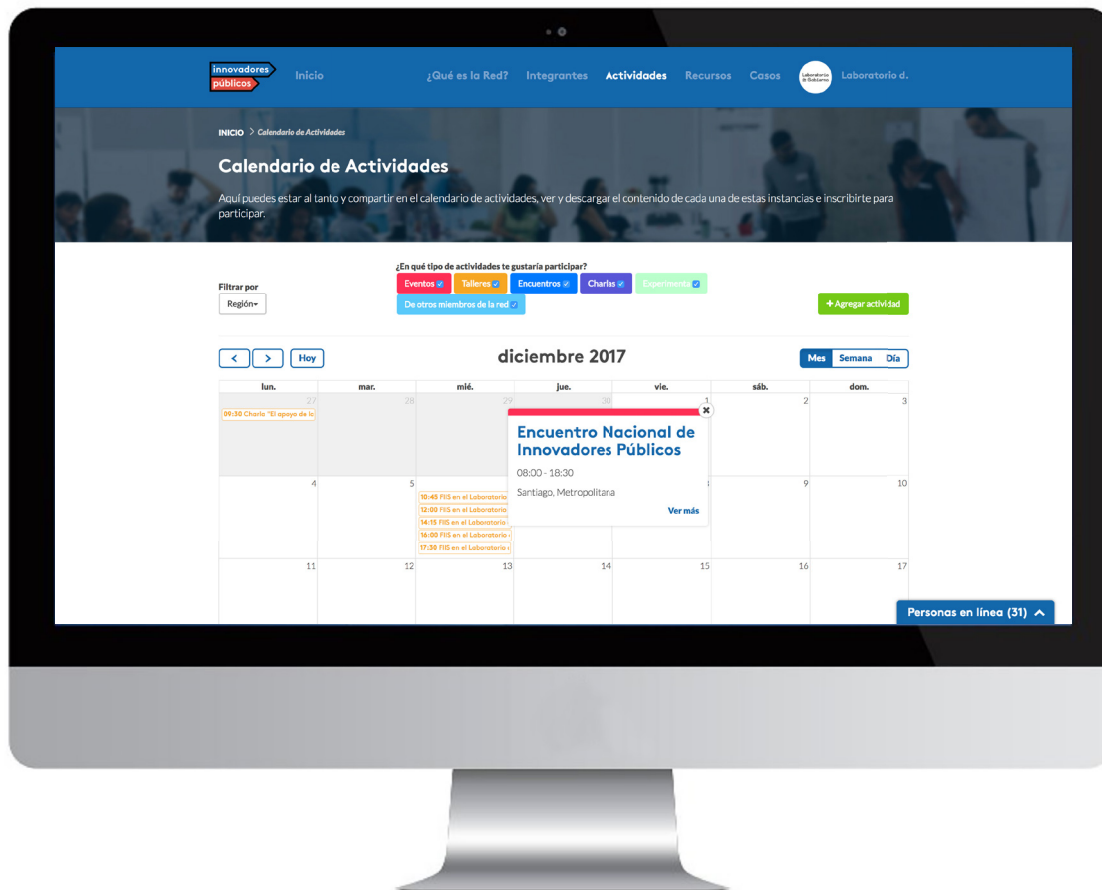 innovadores
públicos
Inicio
¿Qué es la Red?
Integrantes
Actividades
Recursos
Casos
Laboratorio
de Gobierno
Laboratorio d.
INICIO > Calendario de Actividades
Calendario de Actividades
Aquí puedes estar al tanto y compartir en el calendario de actividades, ver y descargar el contenido de cada una de estas instancias e inscribirte para
participar.
¿En qué tipo de actividades te gustaría participar?
Filtrar por
Región
Eventos
Talleres
Encuentros
Charlas
Experimenta
De otros miembros de la red
+ Agregar actividad
< > Hoy
diciembre 2017
Mes Semana Día
lun. mar. mié. jue. vie. sáb. dom.
27 28 29 30 1 2 3
09:30 Charla "El apoyo de la
Encuentro Nacional de
Innovadores Públicos
08:00 - 18:30
Santiago, Metropolitana
Ver más
4 5 9 10
10:45 FIIS en el Laboratorio
12:00 FIIS en el Laboratorio
14:15 FIIS en el Laboratorio
16:00 FIIS en el Laboratorio
17:30 FIIS en el Laboratorio
11 12 13 14 15 16 17
Personas en línea (31)